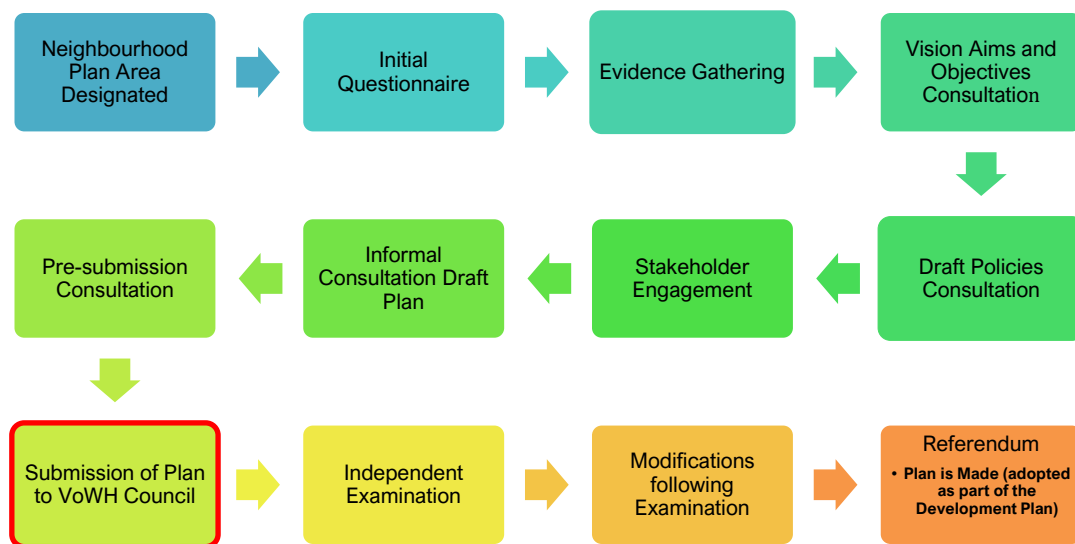 Neighbourhood
Plan Area
Designated
Initial
Questionnaire
Evidence Gathering
Vision Aims and
Objectives
Consultation
Draft Policies
Consultation
Stakeholder
Engagement
Informal
Consultation Draft
Plan
Pre-submission
Consultation
Submission of Plan
to VoWH Council
Independent
Examination
Modifications
following
Examination
Referendum
• Plan is Made (adopted
as part of the
Development Plan)